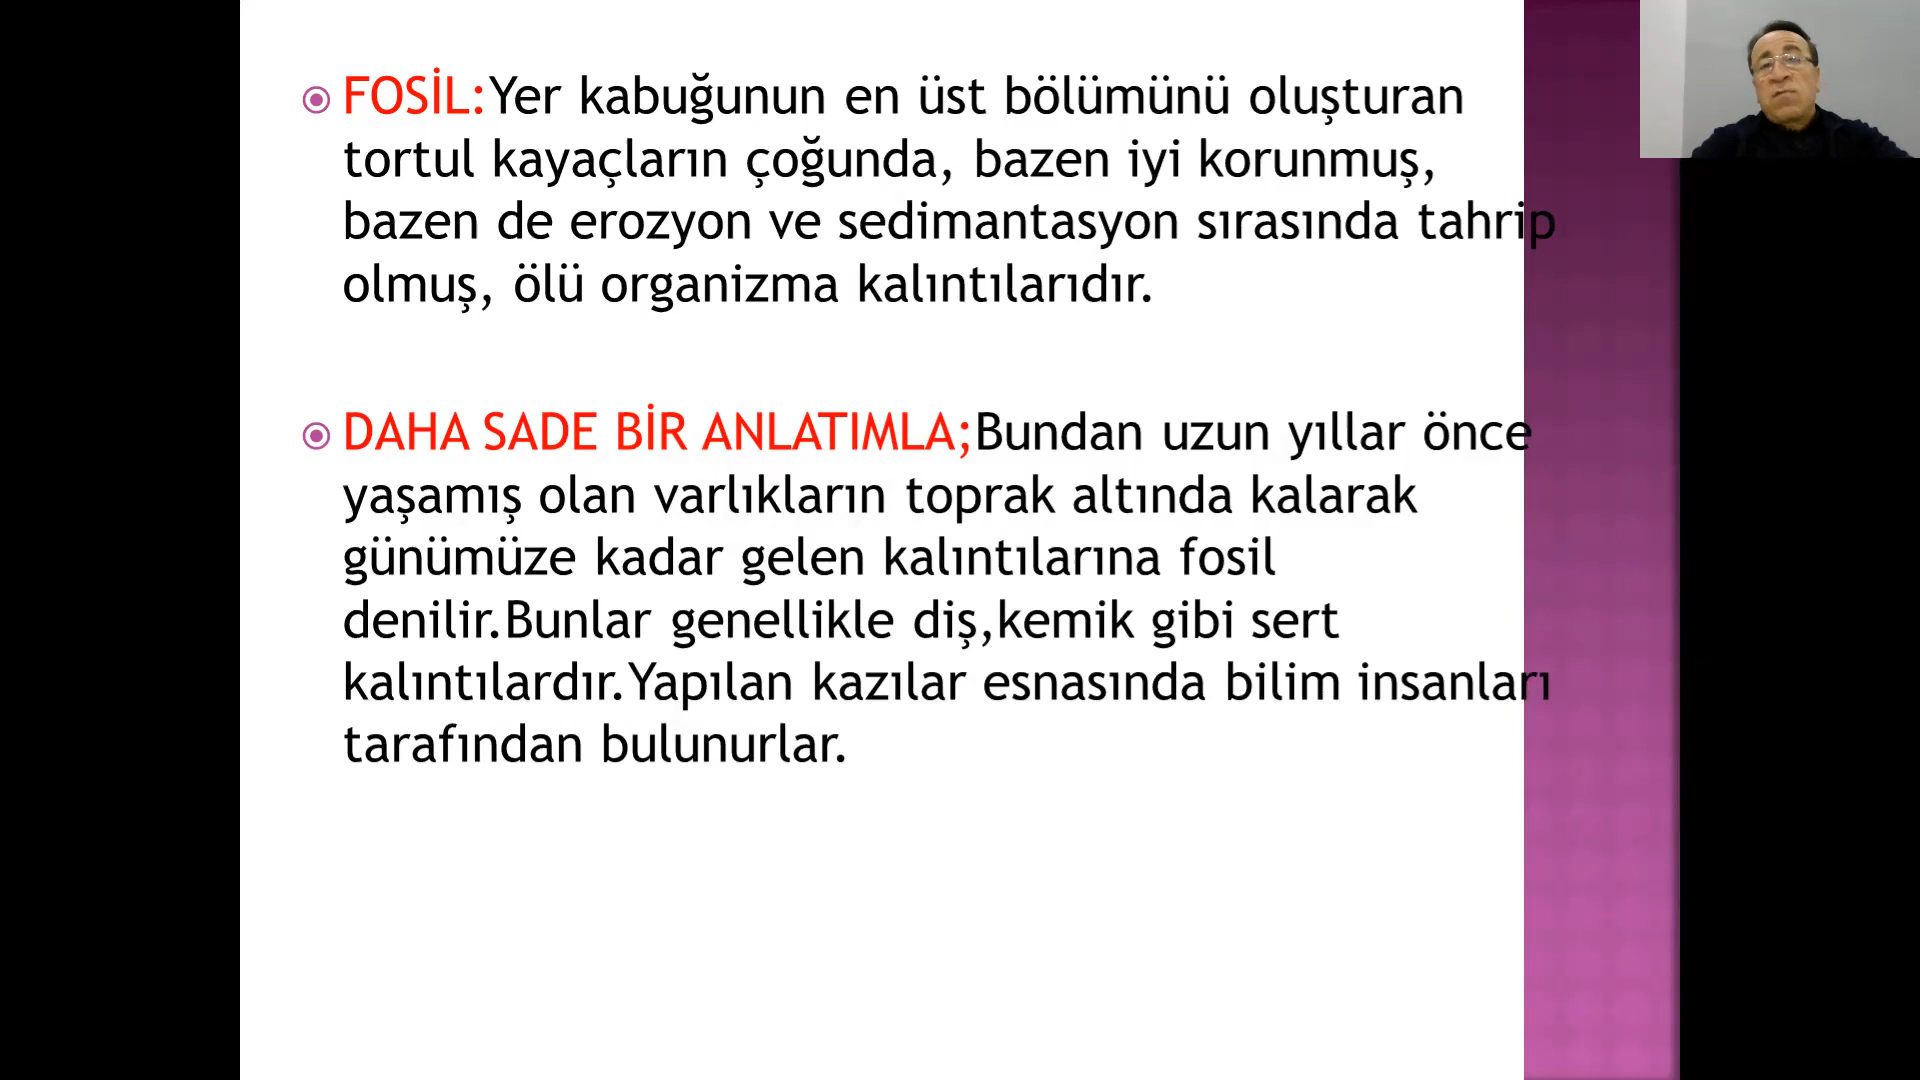 FOSİL:Yer kabuğunun en üst bölümünü oluşturan
tortul kayaçların çoğunda, bazen iyi korunmuş,
bazen de erozyon ve sedimantasyon sırasında tahrip
olmuş, ölü organizma kalıntılarıdır.
DAHA SADE BİR ANLATIMLA;Bundan uzun yıllar önce
yaşamış olan varlıkların toprak altında kalarak
günümüze kadar gelen kalıntılarına fosil
denilir.Bunlar genellikle diş,kemik gibi sert
kalıntılardır.Yapılan kazılar esnasında bilim insanları
tarafından bulunurlar.